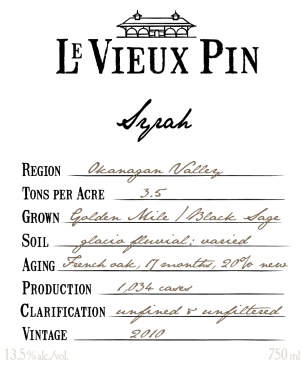 LE VIEUX PIN
Syrah
REGION Okanagan Valley
TONS PER ACRE 3.5
GROWN Golden Mile / Black Sage
SOIL glacio fluvial; varied
AGING French oak, 17 months, 20% new
PRODUCTION 1,034 cases
CLARIFICATION unfined & unfiltered
VINTAGE 2010
13.5% alc./vol. 750 ml